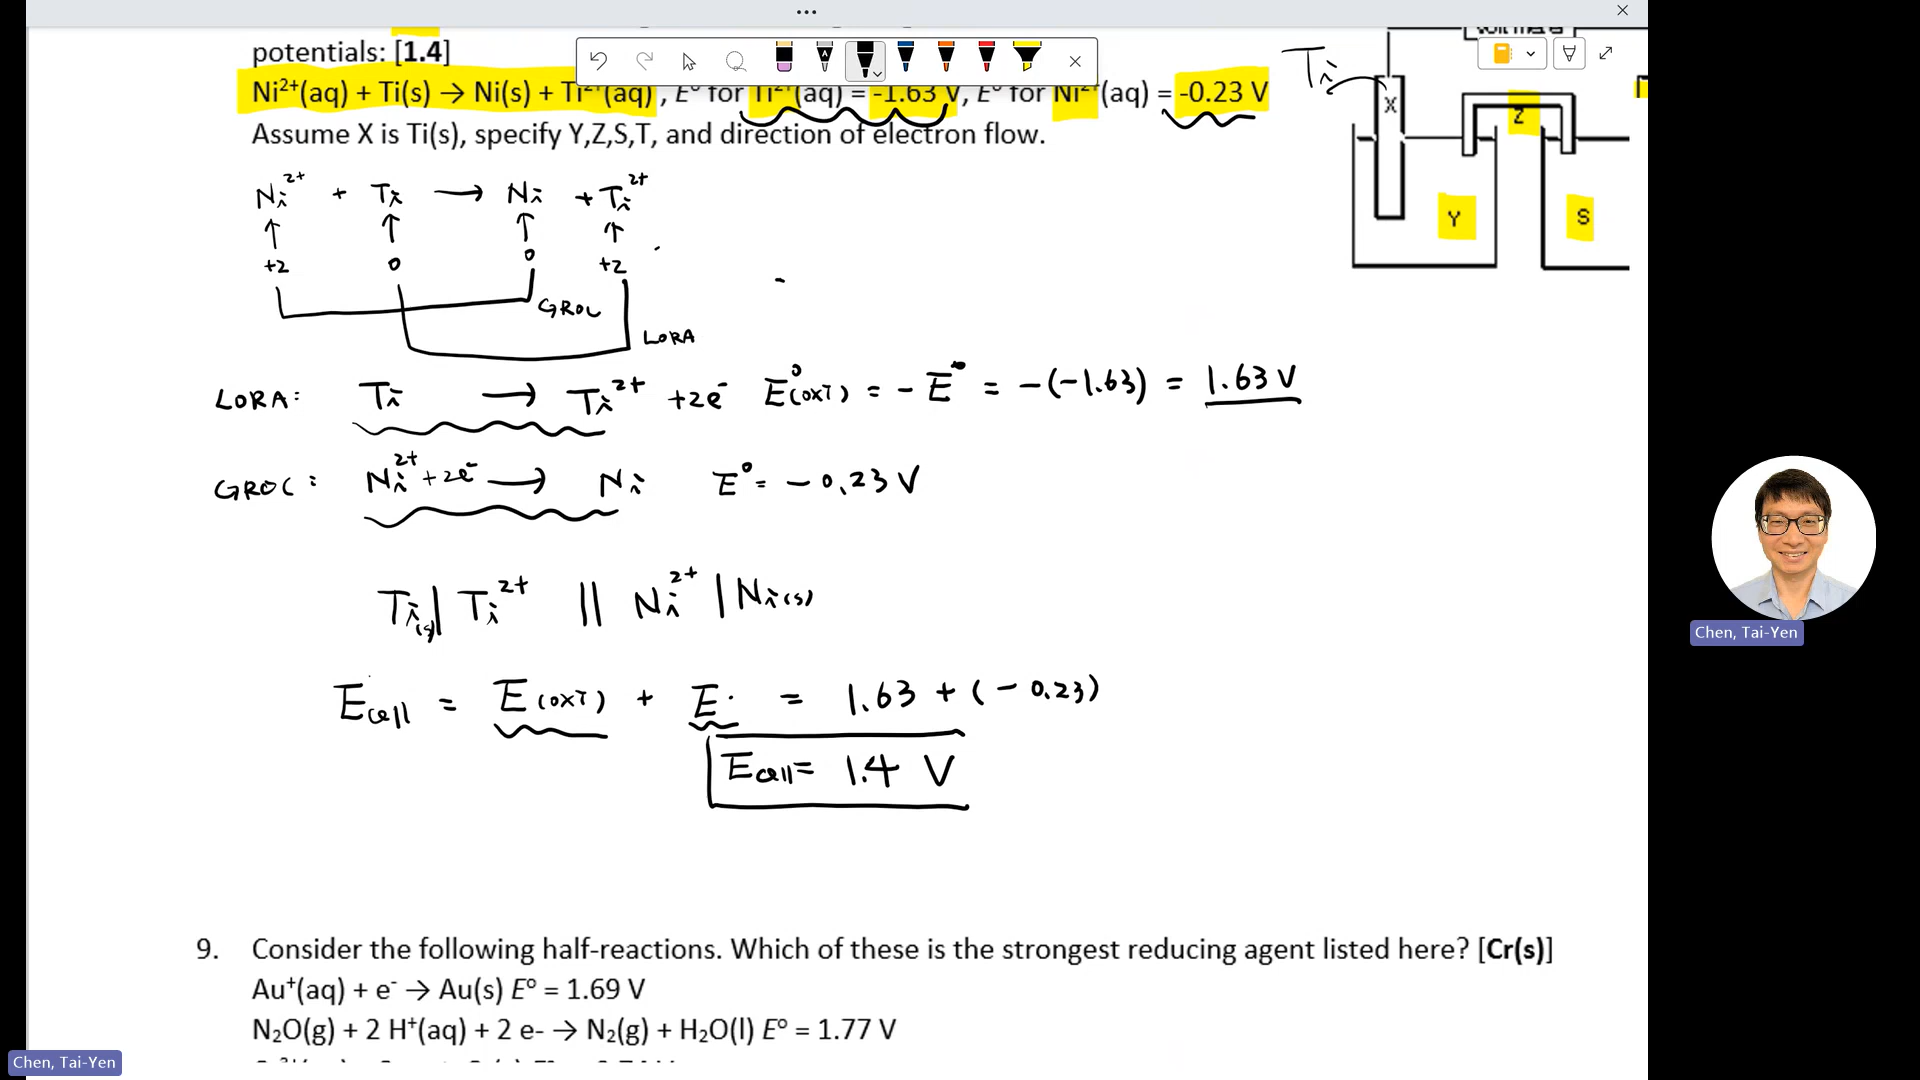 potentials: [1.4]
Ni²⁺(aq) + Ti(s) → Ni(s) + Ti²⁺(aq) , E° for Ti²⁺(aq) = -1.63 V, E° for Ni²⁺(aq) = -0.23 V
Assume X is Ti(s), specify Y,Z,S,T, and direction of electron flow.
Ti
X
Z
Y
S
Ni²⁺ + Ti → Ni + Ti²⁺
↑ ↑ ↑ ↑
+2 0 0 +2
GROC
LORA
LORA: Ti → Ti²⁺ +2e⁻ E°(OXI) = - E° = -(-1.63) = 1.63 V
GROC: Ni²⁺ +2e⁻ → Ni E° = -0.23 V
Ti(s) | Ti²⁺ || Ni²⁺ | Ni(s)
Ecell = E(OXI) + E° = 1.63 + (-0.23)
Ecell = 1.4 V
9. Consider the following half-reactions. Which of these is the strongest reducing agent listed here? [Cr(s)]
Au⁺(aq) + e⁻ → Au(s) E° = 1.69 V
N₂O(g) + 2 H⁺(aq) + 2 e- → N₂(g) + H₂O(l) E° = 1.77 V
Chen, Tai-Yen
Chen, Tai-Yen